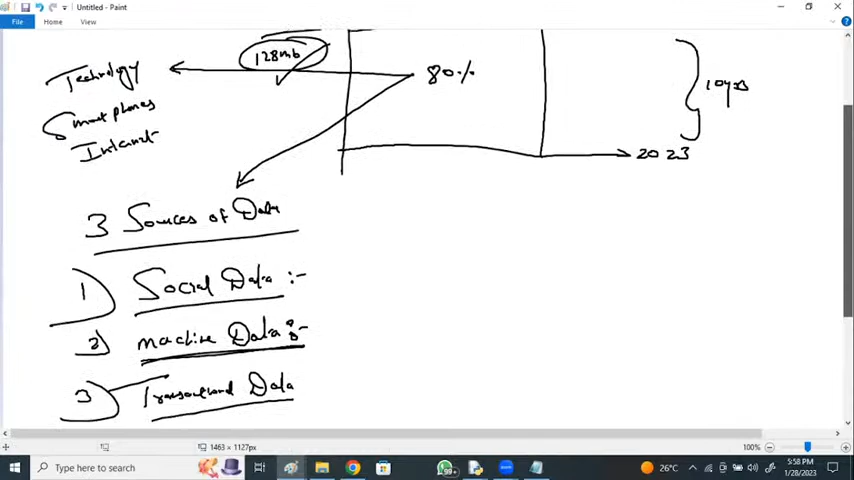 Untitled - Paint
File Home View
128mb
Technology
80%
10yrs
Smartphones
Internet
2023
3 Sources of Data
1) Social Data :-
2) machine Data :-
3) Transactional Data
1463 × 1127px
100%
Type here to search
99+
26°C
5:58 PM
1/28/2023